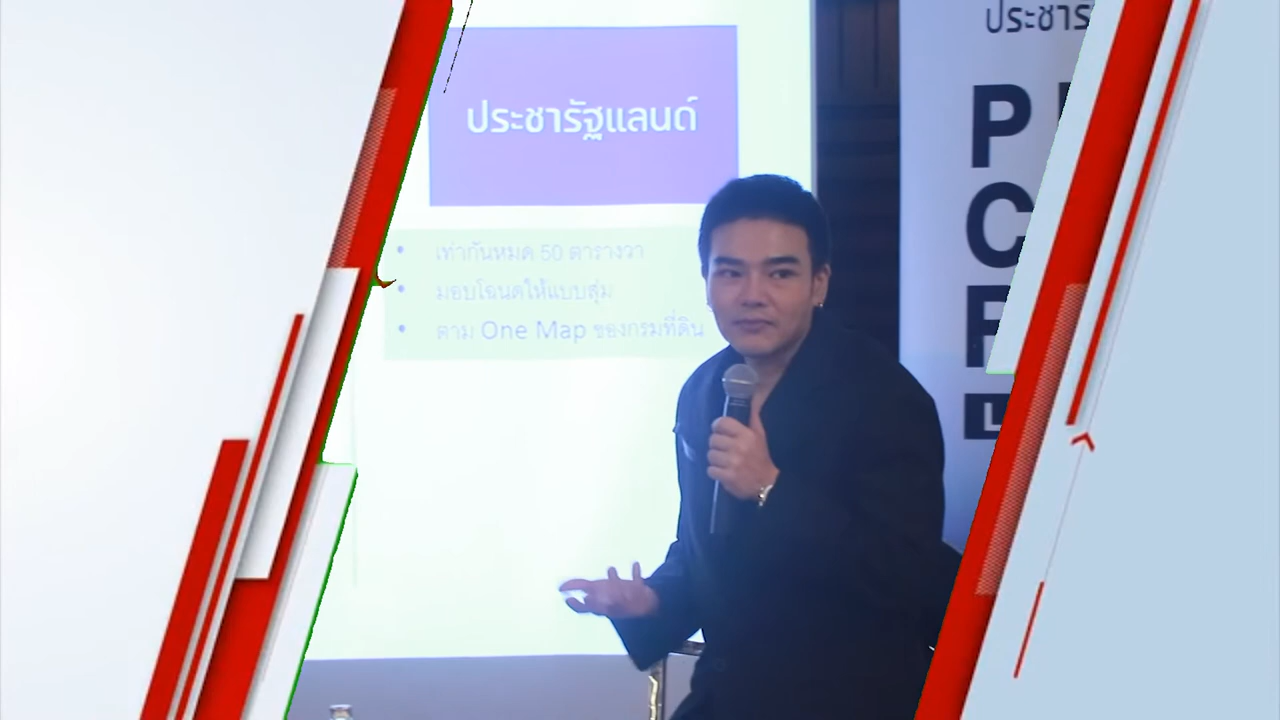 ประชารัฐแลนด์
เท่ากันหมด 50 ตารางวา
มอบโฉนดให้แบบสุ่ม
ตาม One Map ของกรมที่ดิน
ประชาร
P
C
L